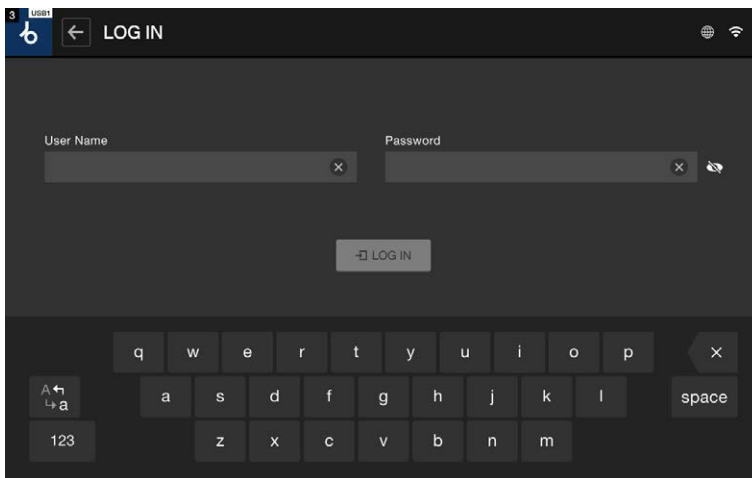 3 USB1
LOG IN
User Name Password
LOG IN
q w e r t y u i o p
A a
a s d f g h j k l space
123 z x c v b n m